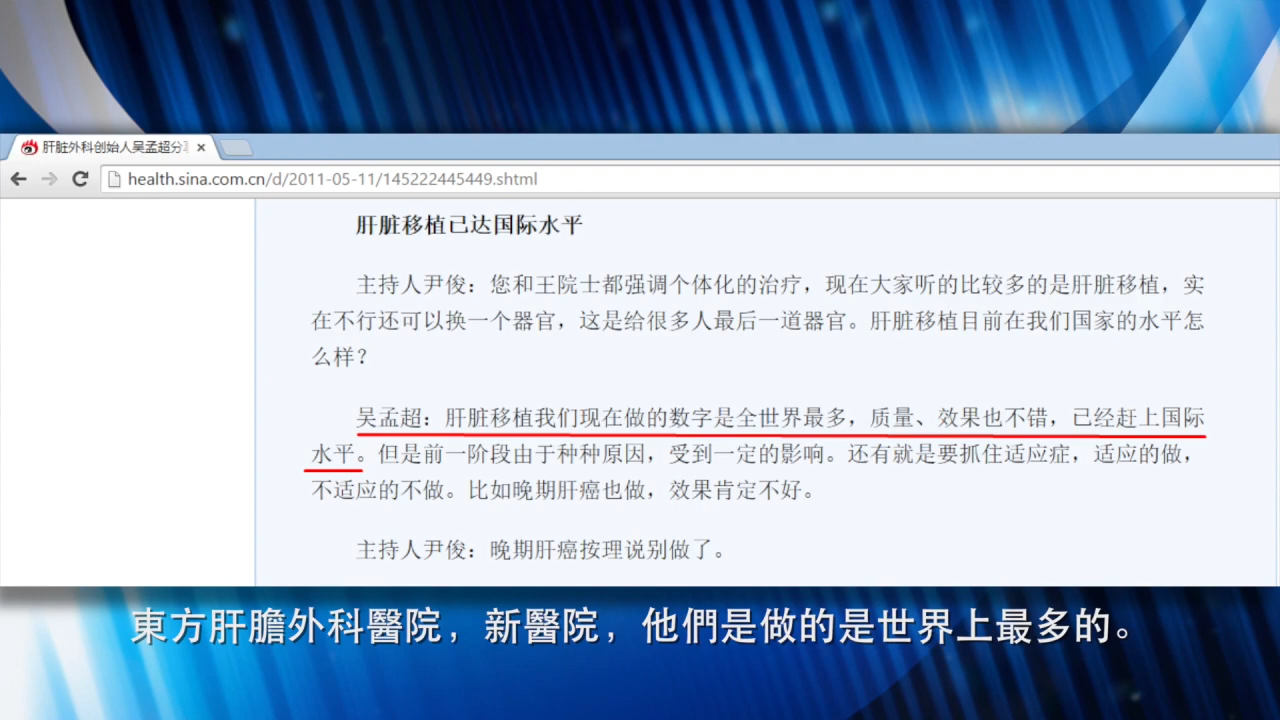 肝脏外科创始人吴孟超分
health.sina.com.cn/d/2011-05-11/145222445449.shtml
肝脏移植已达国际水平
主持人尹俊：您和王院士都强调个体化的治疗，现在大家听的比较多的是肝脏移植，实
在不行还可以换一个器官，这是给很多人最后一道器官。肝脏移植目前在我们国家的水平怎
么样？
吴孟超：肝脏移植我们现在做的数字是全世界最多，质量、效果也不错，已经赶上国际
水平。但是前一阶段由于种种原因，受到一定的影响。还有就是要抓住适应症，适应的做，
不适应的不做。比如晚期肝癌也做，效果肯定不好。
主持人尹俊：晚期肝癌按理说别做了。
東方肝膽外科醫院，新醫院，他們是做的是世界上最多的。